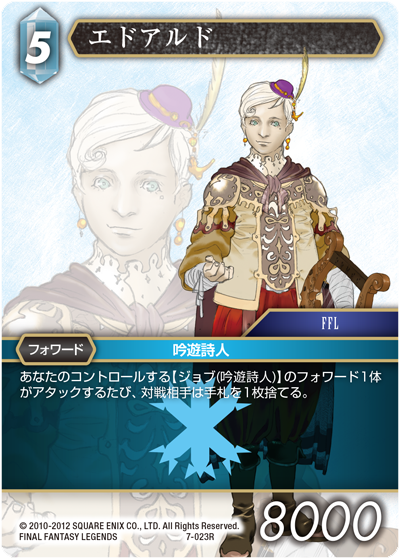 5
エドアルド
FFL
フォワード
吟遊詩人
あなたのコントロールする【ジョブ(吟遊詩人)】のフォワード1体
がアタックするたび、対戦相手は手札を1枚捨てる。
© 2010-2012 SQUARE ENIX CO., LTD. All Rights Reserved.
FINAL FANTASY LEGENDS
7-023R
8000